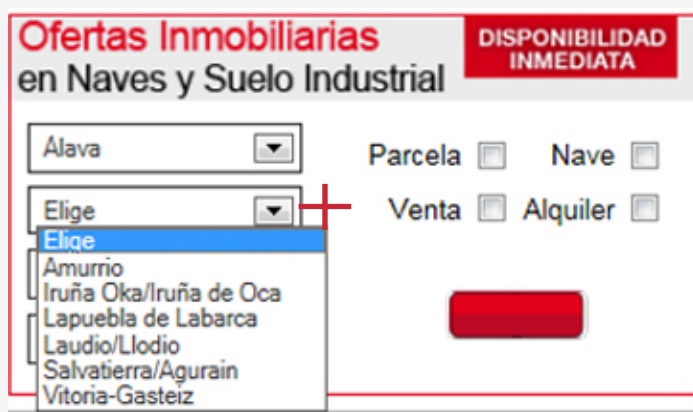 Ofertas Inmobiliarias
en Naves y Suelo Industrial
DISPONIBILIDAD
INMEDIATA
Álava
Parcela
Nave
Elige
Venta
Alquiler
Elige
Amurrio
Iruña Oka/Iruña de Oca
Lapuebla de Labarca
Laudio/Llodio
Salvatierra/Agurain
Vitoria-Gasteiz